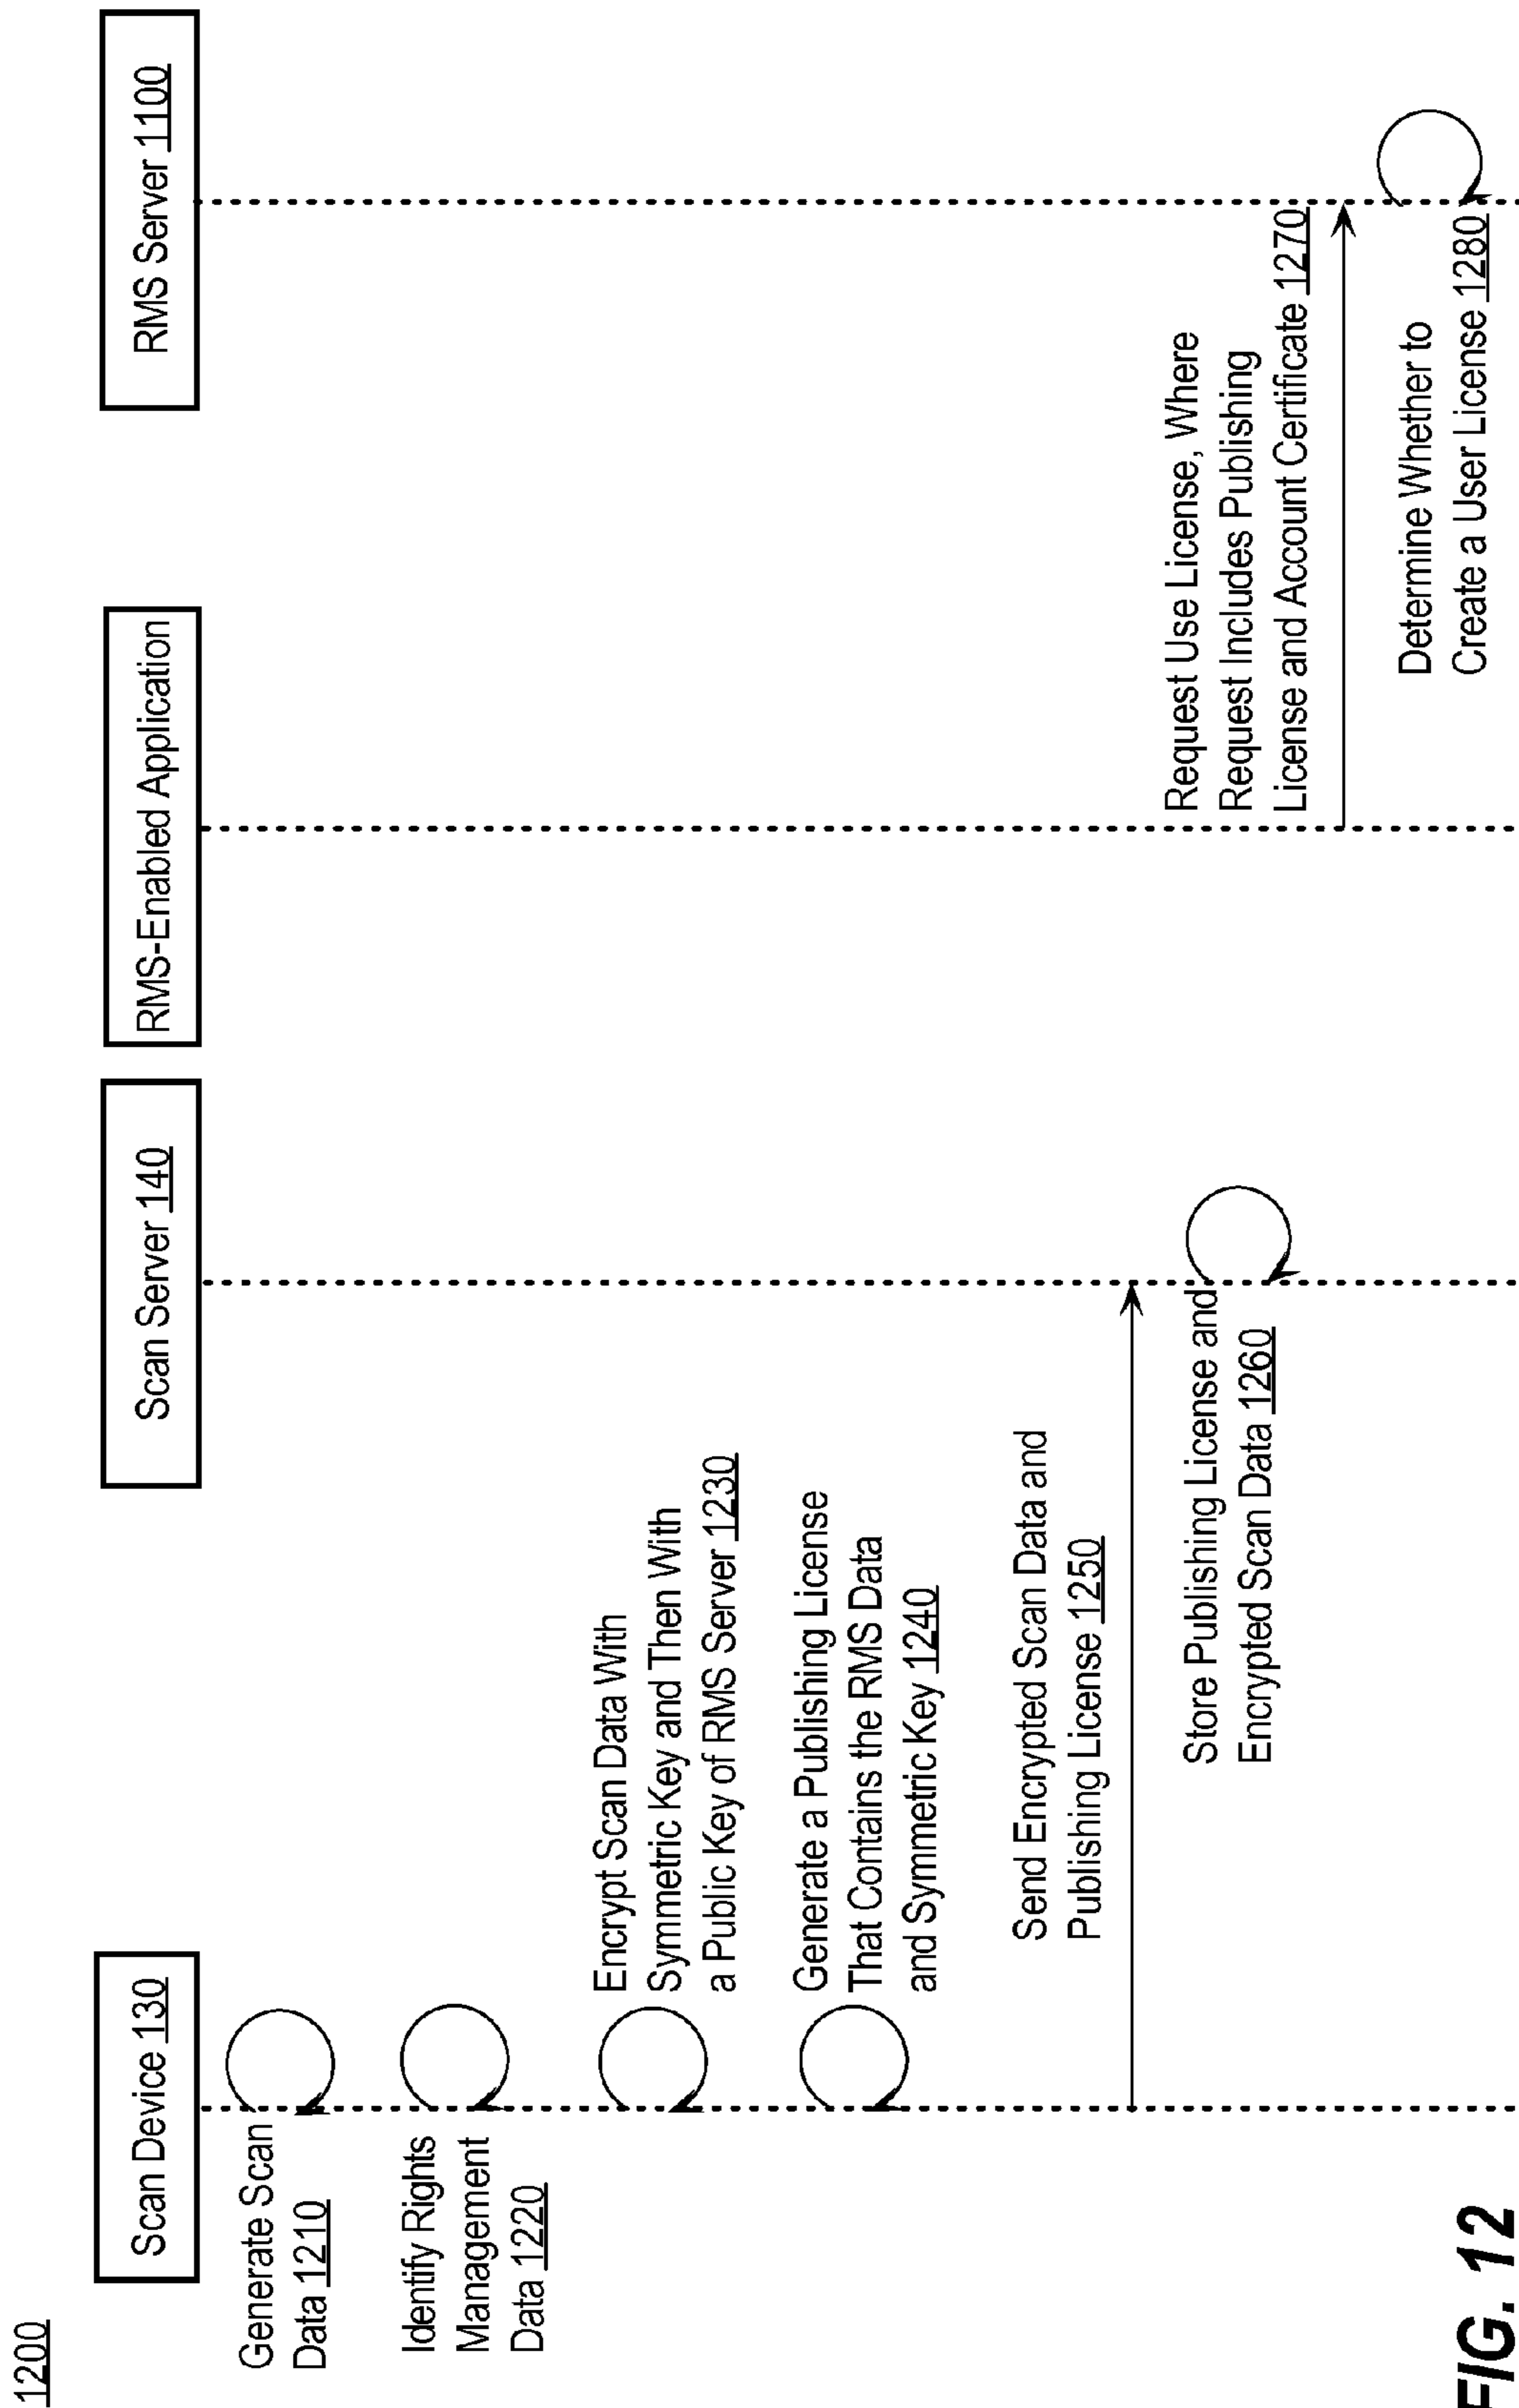 1200
Scan Device 130
Scan Server 140
RMS-Enabled Application
RMS Server 1100
Generate Scan
Data 1210
Identify Rights
Management
Data 1220
Encrypt Scan Data With
Symmetric Key and Then With
a Public Key of RMS Server 1230
Generate a Publishing License
That Contains the RMS Data
and Symmetric Key 1240
Send Encrypted Scan Data and
Publishing License 1250
Store Publishing License and
Encrypted Scan Data 1260
Request Use License, Where
Request Includes Publishing
License and Account Certificate 1270
Determine Whether to
Create a User License 1280
FIG. 12